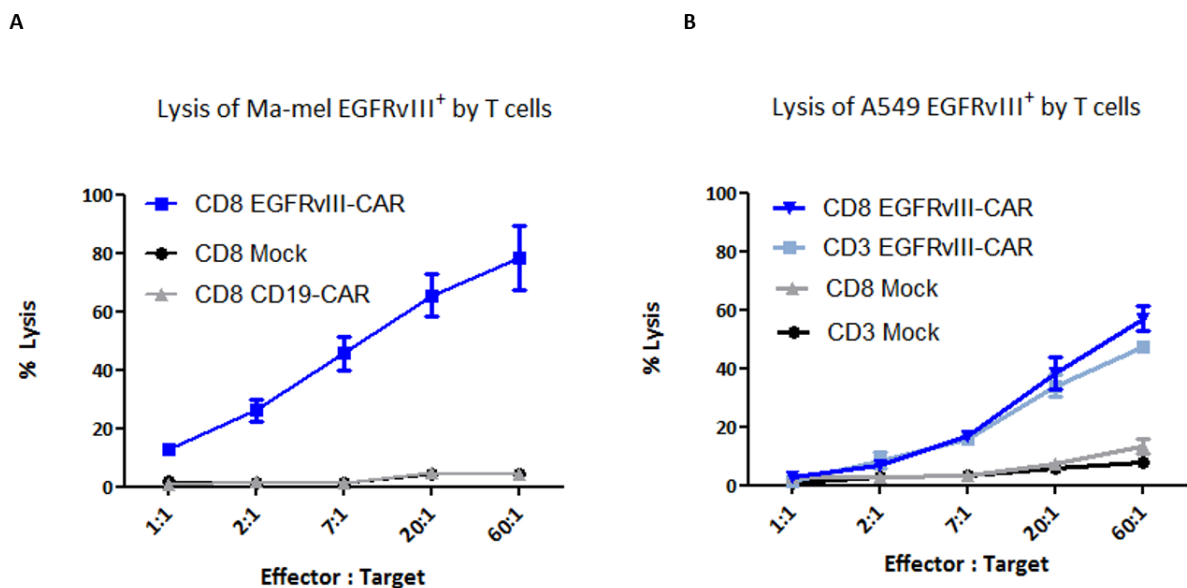 A
Lysis of Ma-mel EGFRvIII+ by T cells
CD8 EGFRvIII-CAR
CD8 Mock
CD8 CD19-CAR
% Lysis
100
80
60
40
20
0
1:1
2:1
7:1
20:1
60:1
Effector : Target
B
Lysis of A549 EGFRvIII+ by T cells
CD8 EGFRvIII-CAR
CD3 EGFRvIII-CAR
CD8 Mock
CD3 Mock
% Lysis
100
80
60
40
20
0
1:1
2:1
7:1
20:1
60:1
Effector : Target